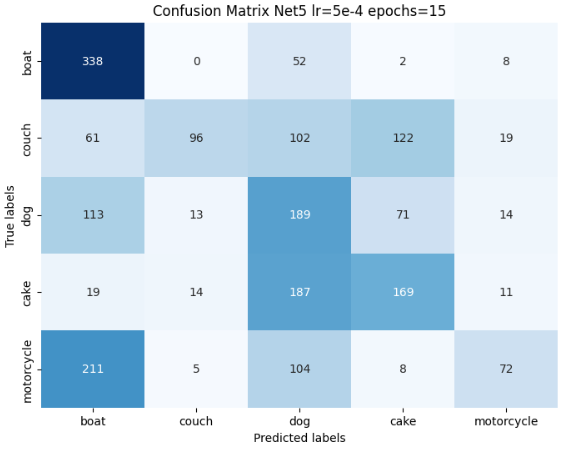 Confusion Matrix Net5 lr=5e-4 epochs=15
True labels
boat 338 0 52 2 8
couch 61 96 102 122 19
dog 113 13 189 71 14
cake 19 14 187 169 11
motorcycle 211 5 104 8 72
boat couch dog cake motorcycle
Predicted labels